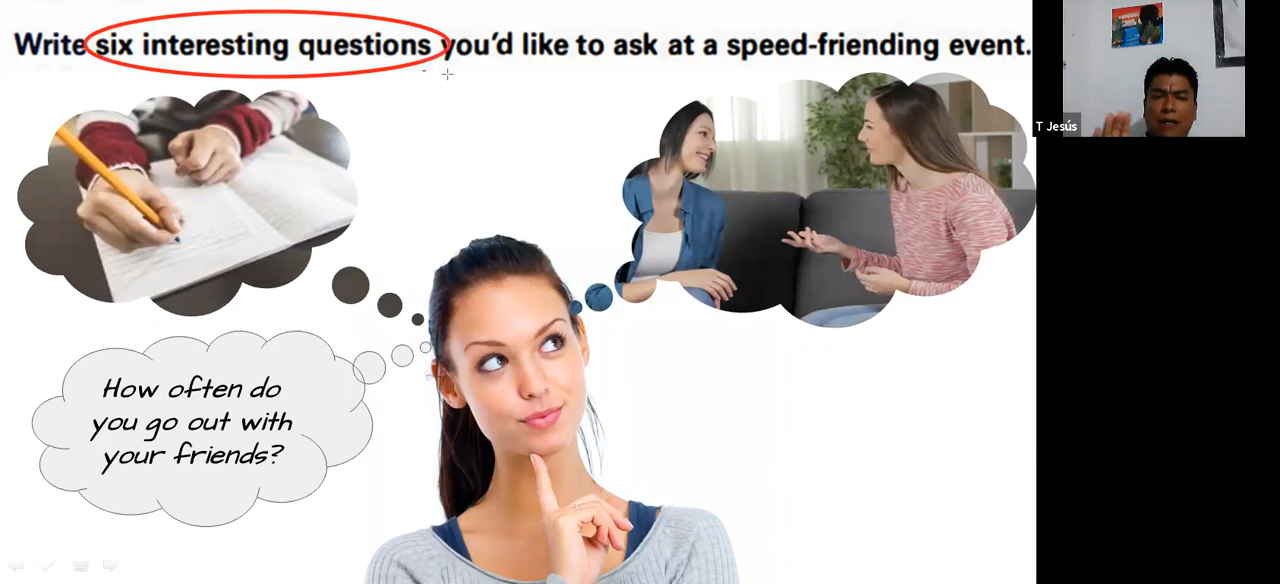 Write six interesting questions you'd like to ask at a speed-friending event.
T Jesús
How often do
you go out with
your friends?